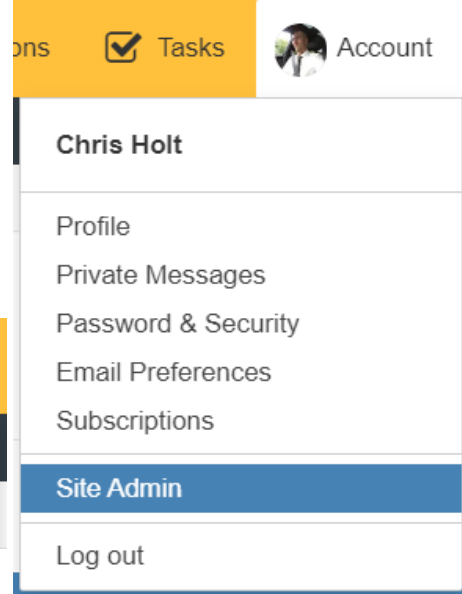 ons Tasks Account
Chris Holt
Profile
Private Messages
Password & Security
Email Preferences
Subscriptions
Site Admin
Log out